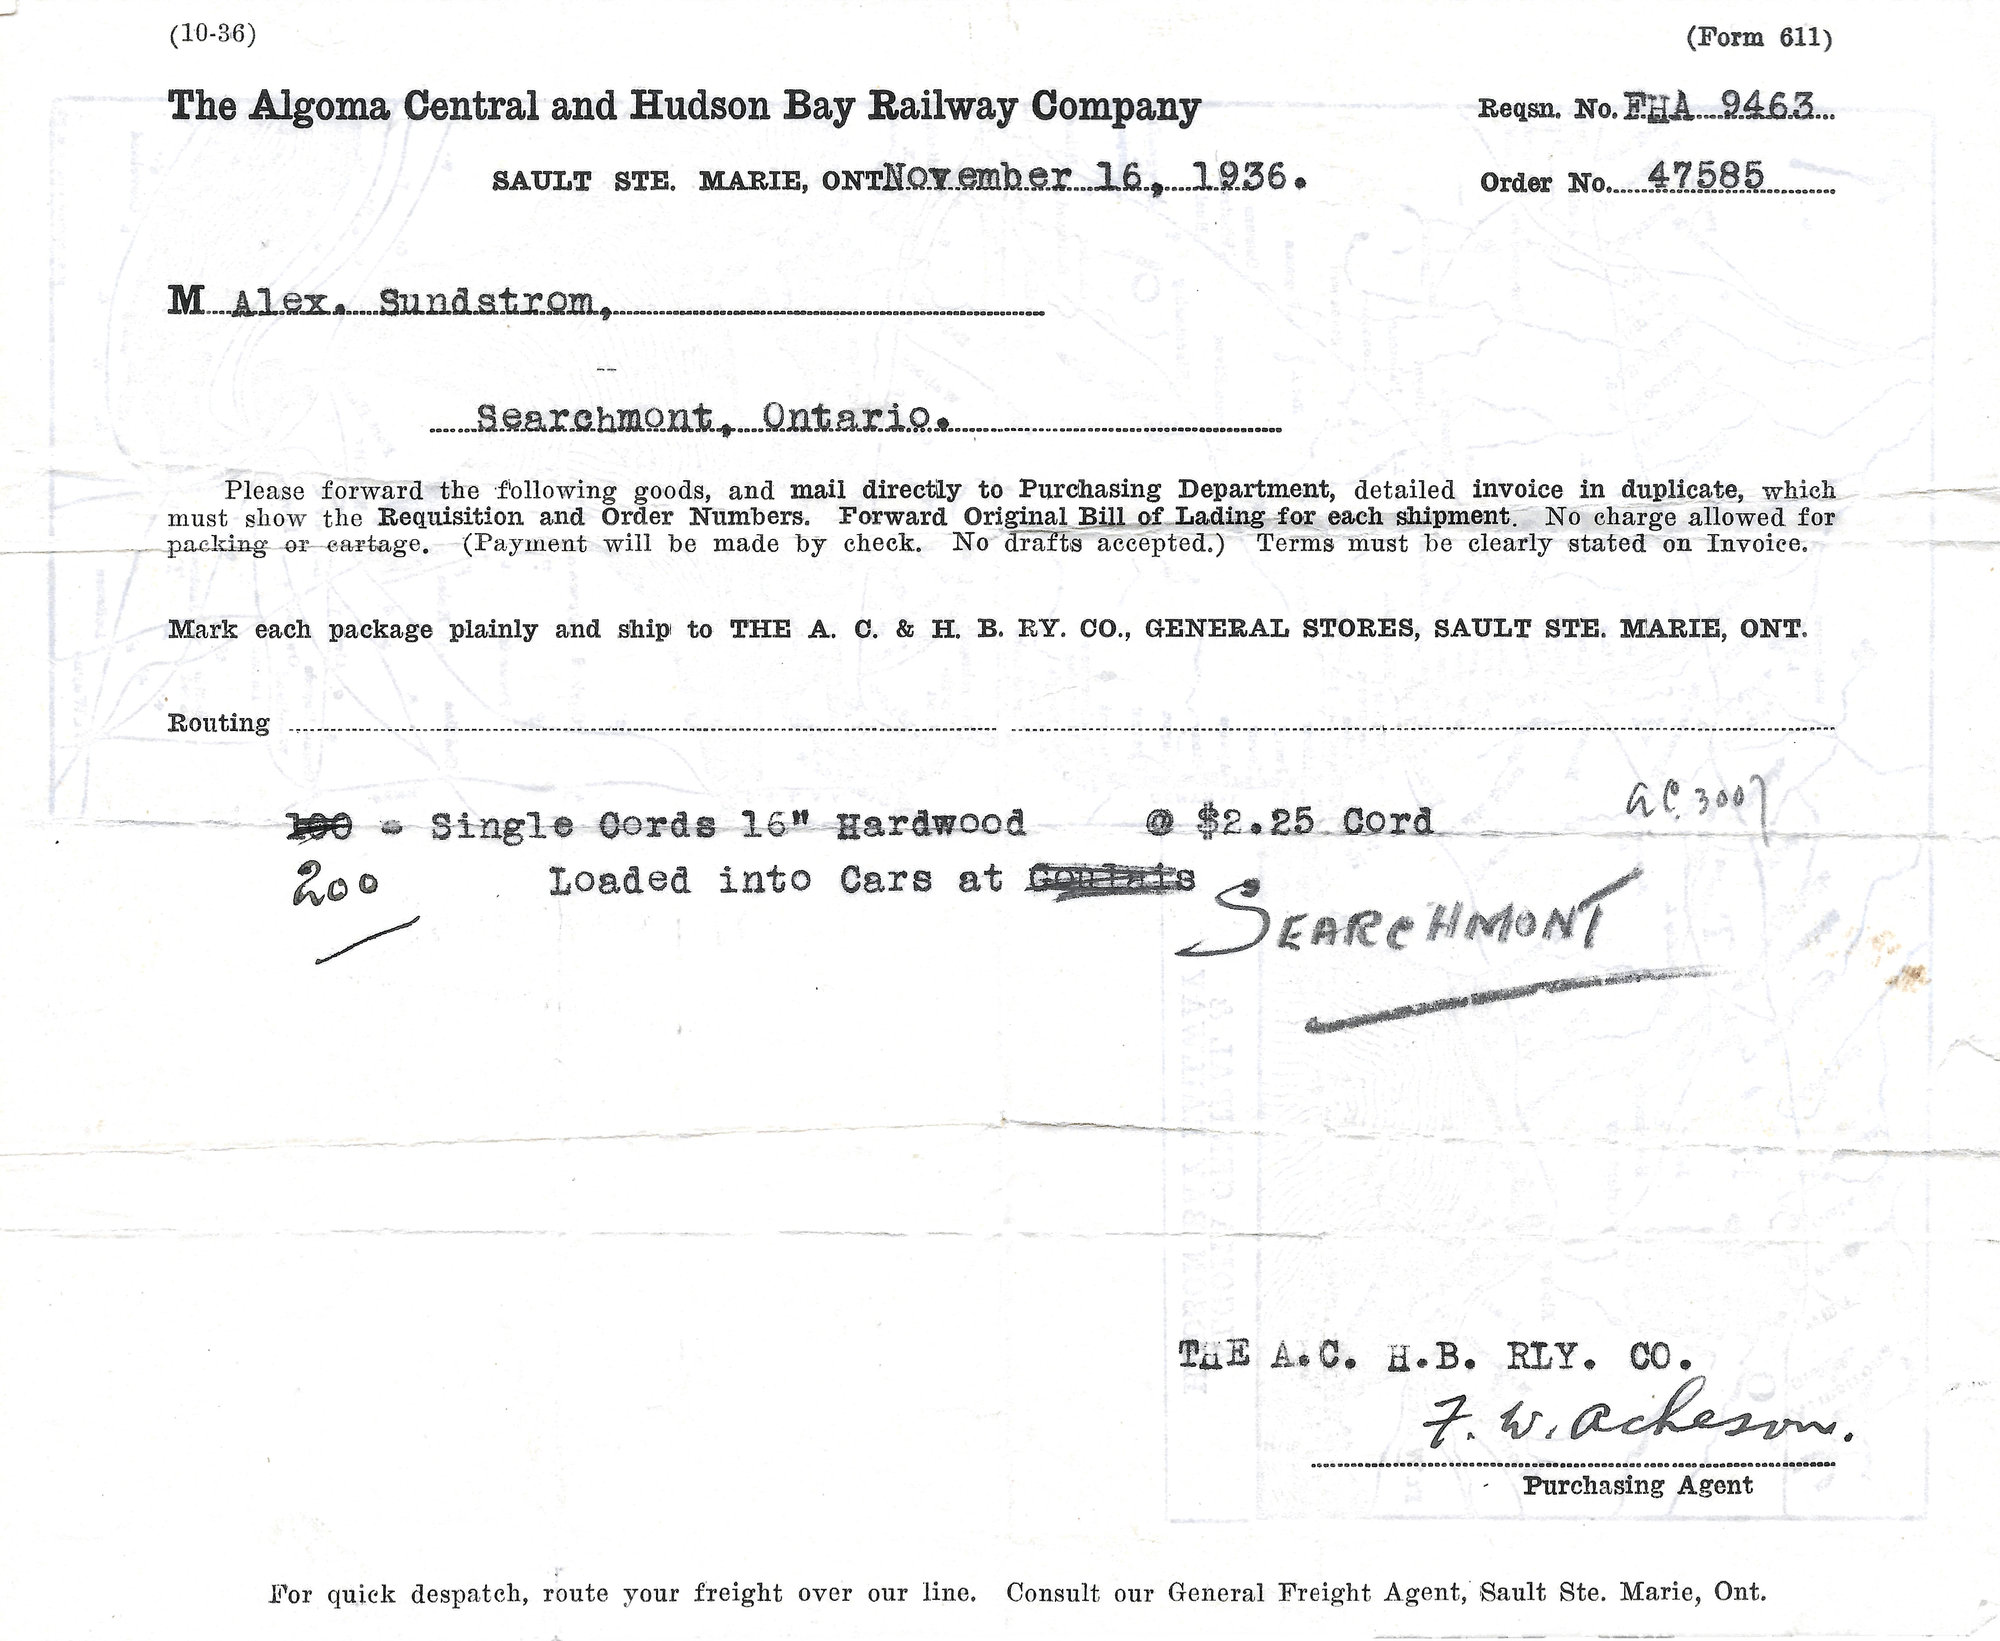 (10-36) (Form 611)
The Algoma Central and Hudson Bay Railway Company Reqsn. No. FHA 9463
SAULT STE. MARIE, ONT November 16, 1936. Order No. 47585
M Alex. Sundstrom,
Searchmont, Ontario.
Please forward the following goods, and mail directly to Purchasing Department, detailed invoice in duplicate, which
must show the Requisition and Order Numbers. Forward Original Bill of Lading for each shipment. No charge allowed for
packing or cartage. (Payment will be made by check. No drafts accepted.) Terms must be clearly stated on Invoice.
Mark each package plainly and ship to THE A. C. & H. B. RY. CO., GENERAL STORES, SAULT STE. MARIE, ONT.
Routing
100 - Single Cords 16" Hardwood @ $2.25 Cord AC. 3007
200 Loaded into Cars at Goulais SEARCHMONT
THE A.C. H.B. RLY. CO.
F. W. Acheson.
Purchasing Agent
For quick despatch, route your freight over our line. Consult our General Freight Agent, Sault Ste. Marie, Ont.